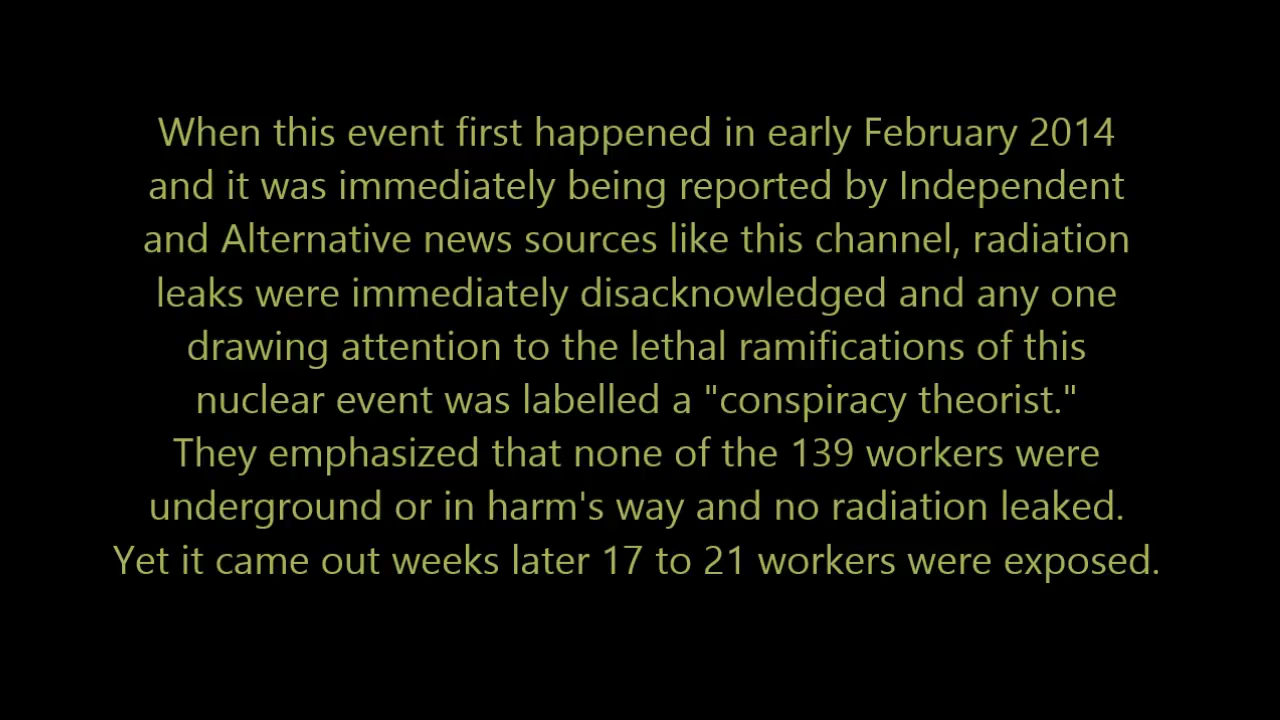 When this event first happened in early February 2014
and it was immediately being reported by Independent
and Alternative news sources like this channel, radiation
leaks were immediately disacknowledged and any one
drawing attention to the lethal ramifications of this
nuclear event was labelled a "conspiracy theorist."
They emphasized that none of the 139 workers were
underground or in harm's way and no radiation leaked.
Yet it came out weeks later 17 to 21 workers were exposed.